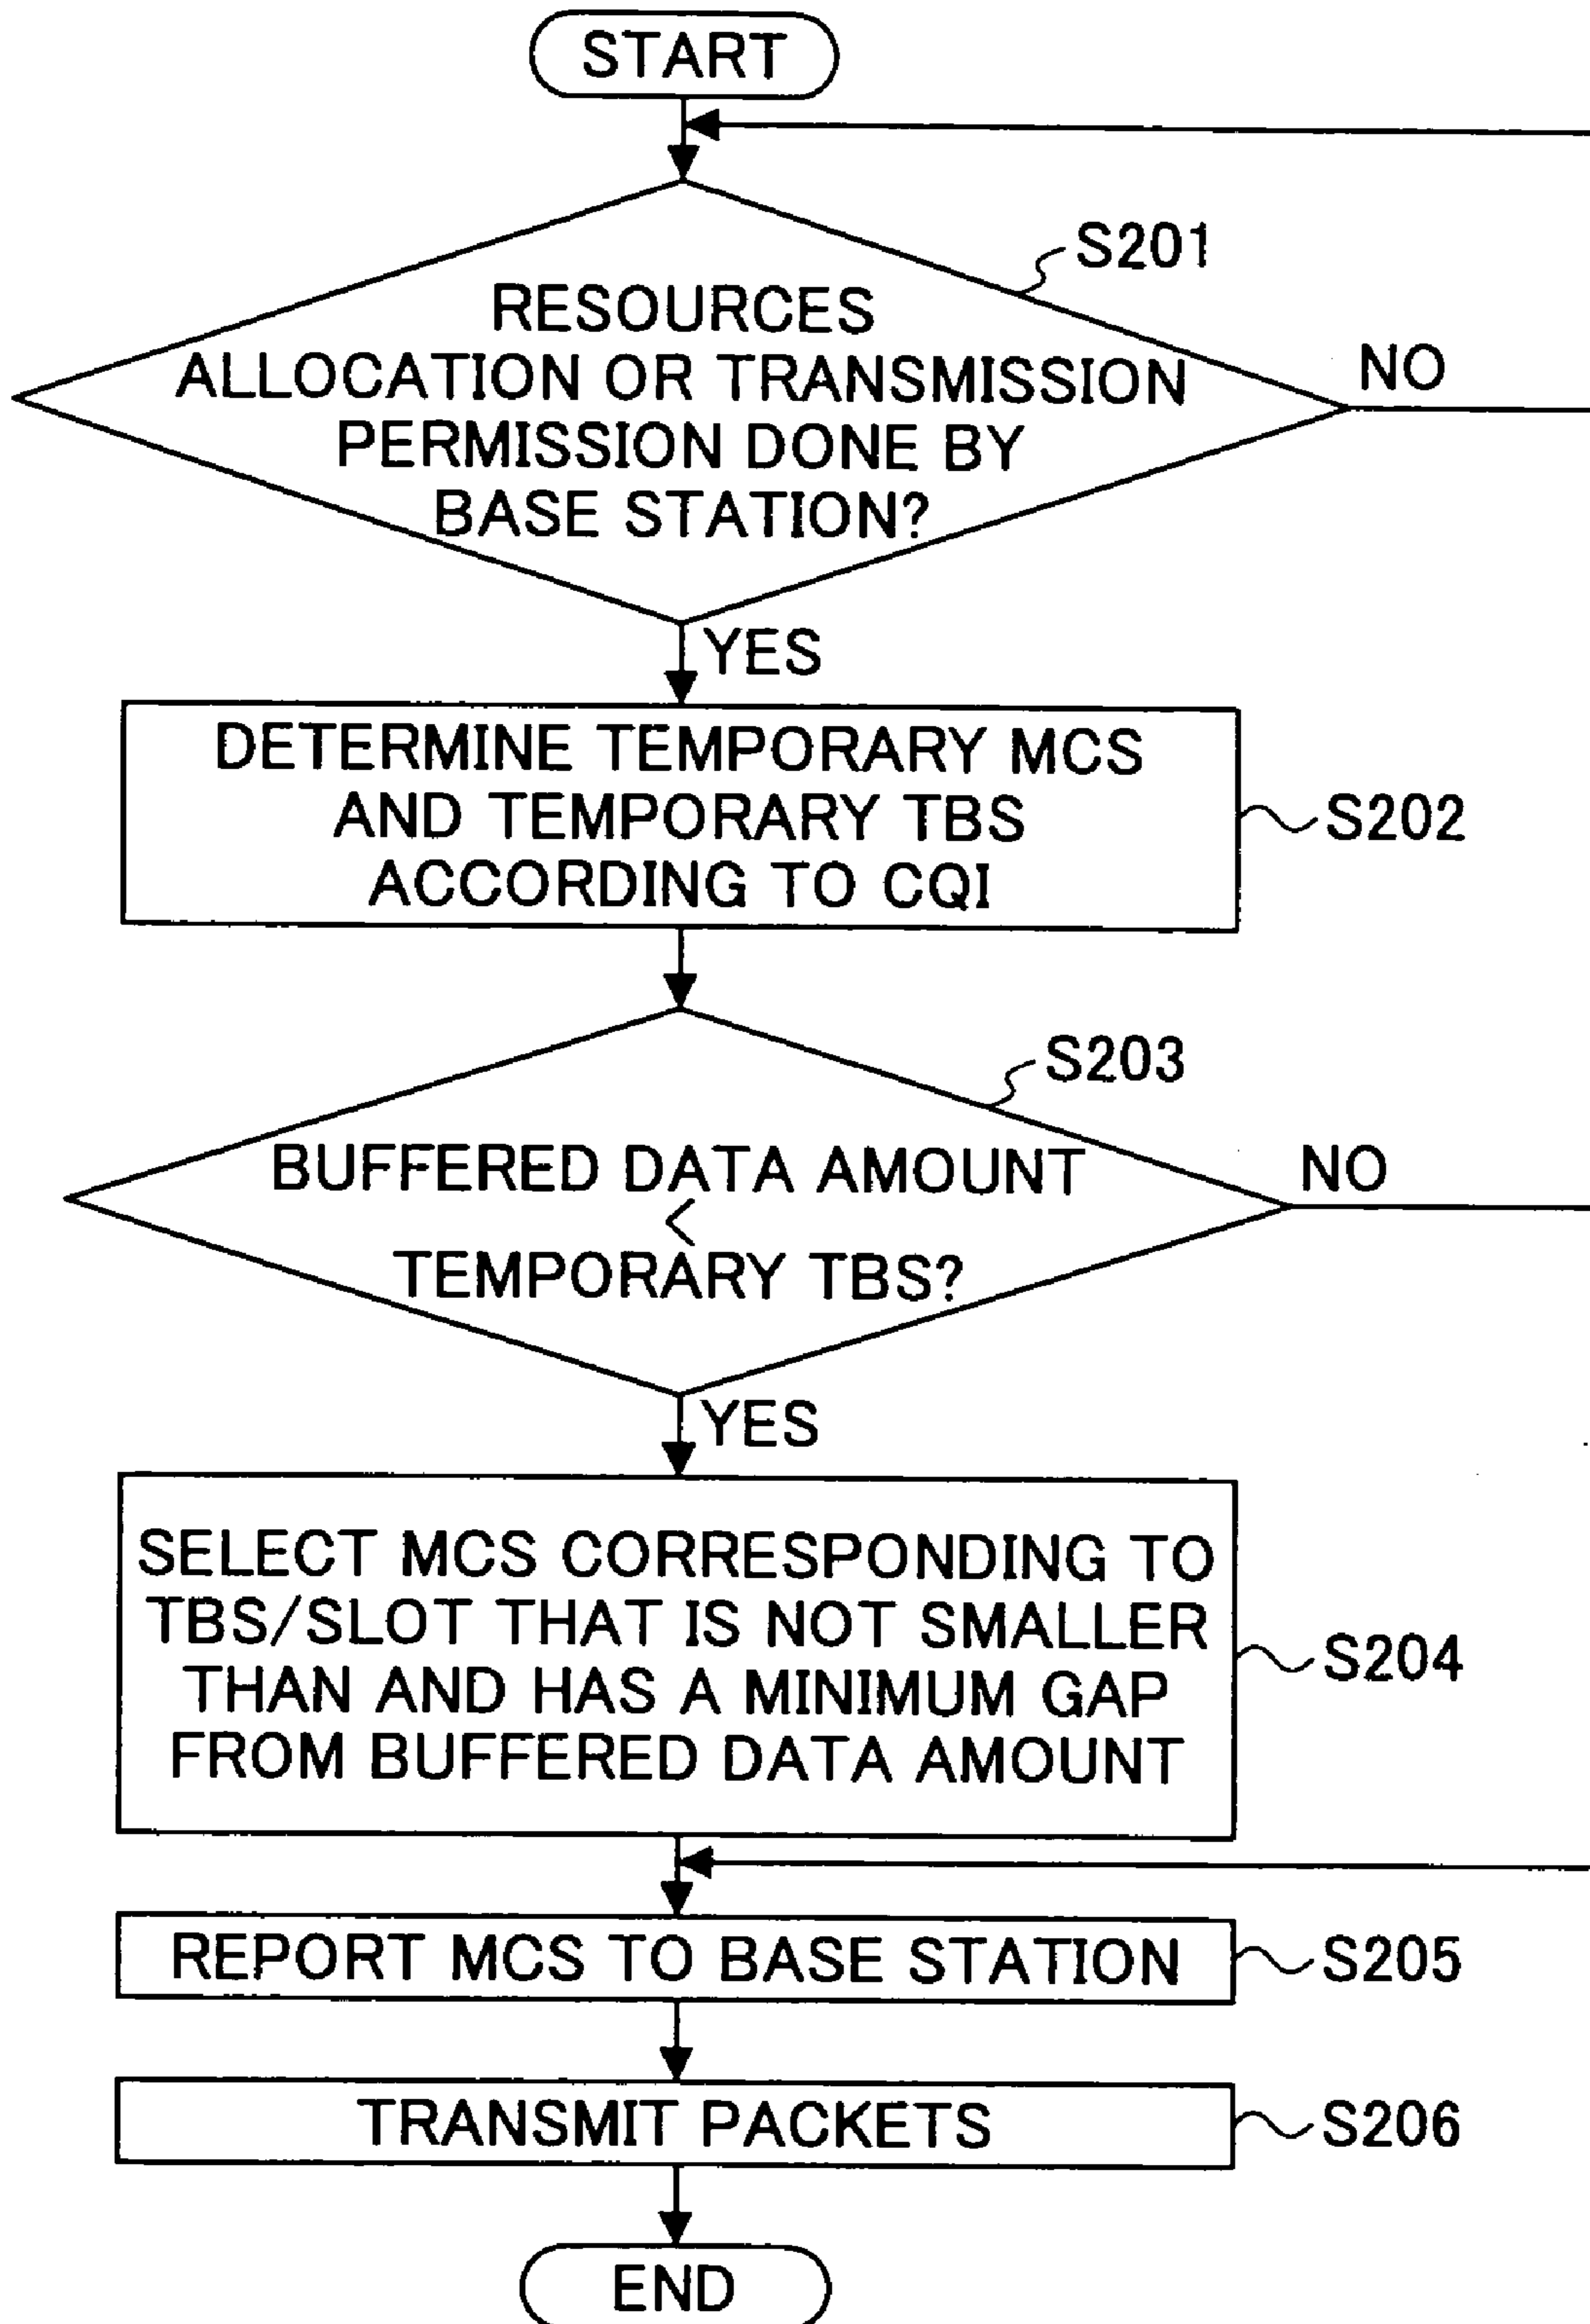 START
S201
RESOURCES
ALLOCATION OR TRANSMISSION
PERMISSION DONE BY
BASE STATION?
NO
YES
DETERMINE TEMPORARY MCS
AND TEMPORARY TBS
ACCORDING TO CQI
S202
S203
BUFFERED DATA AMOUNT
<
TEMPORARY TBS?
NO
YES
SELECT MCS CORRESPONDING TO
TBS/SLOT THAT IS NOT SMALLER
THAN AND HAS A MINIMUM GAP
FROM BUFFERED DATA AMOUNT
S204
REPORT MCS TO BASE STATION
S205
TRANSMIT PACKETS
S206
END